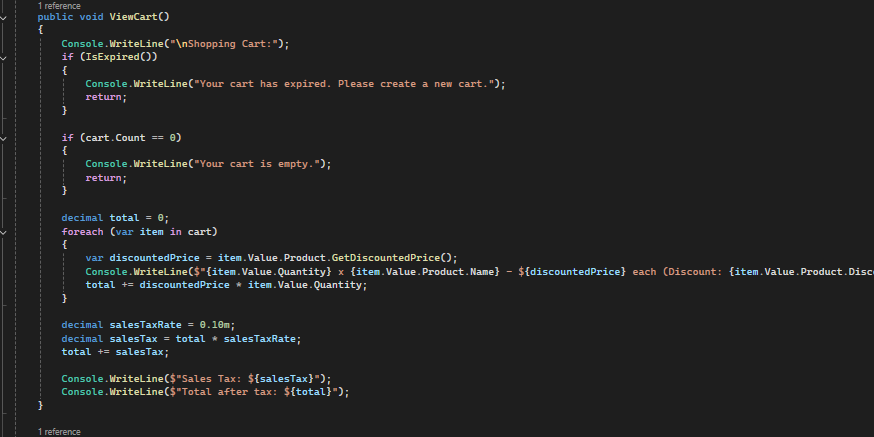 1 reference
public void ViewCart()
{
Console.WriteLine("\nShopping Cart:");
if (IsExpired())
{
Console.WriteLine("Your cart has expired. Please create a new cart.");
return;
}
if (cart.Count == 0)
{
Console.WriteLine("Your cart is empty.");
return;
}
decimal total = 0;
foreach (var item in cart)
{
var discountedPrice = item.Value.Product.GetDiscountedPrice();
Console.WriteLine($"{item.Value.Quantity} x {item.Value.Product.Name} - ${discountedPrice} each (Discount: {item.Value.Product.Disc
total += discountedPrice * item.Value.Quantity;
}
decimal salesTaxRate = 0.10m;
decimal salesTax = total * salesTaxRate;
total += salesTax;
Console.WriteLine($"Sales Tax: ${salesTax}");
Console.WriteLine($"Total after tax: ${total}");
}
1 reference